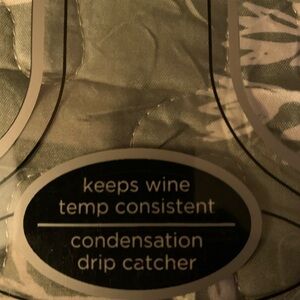 keeps wine
temp consistent
condensation
drip catcher